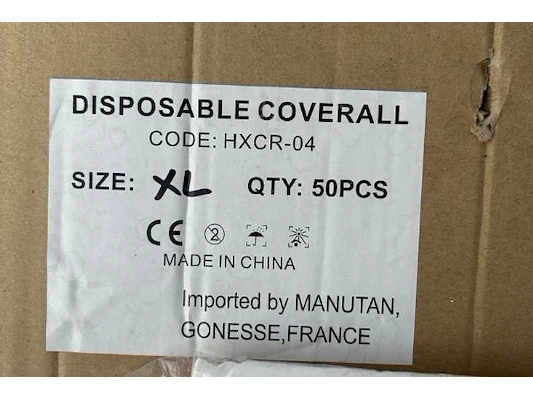 DISPOSABLE COVERALL
CODE: HXCR-04
SIZE: XL QTY: 50PCS
CE 2
MADE IN CHINA
Imported by MANUTAN,
GONESSE,FRANCE